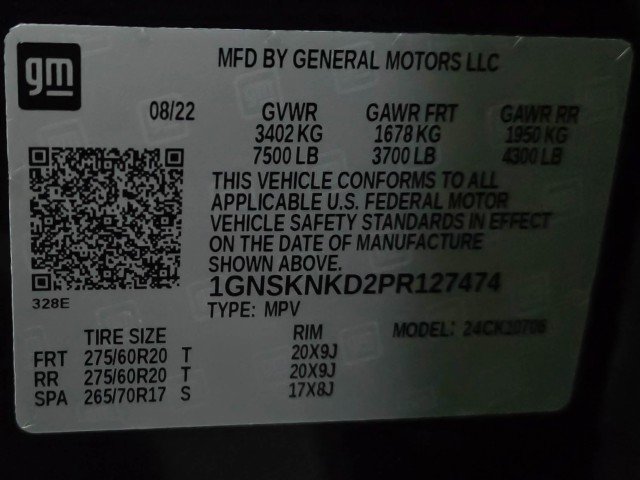 gm
MFD BY GENERAL MOTORS LLC
08/22 GVWR GAWR FRT GAWR RR
3402 KG 1678 KG 1950 KG
7500 LB 3700 LB 4300 LB
THIS VEHICLE CONFORMS TO ALL
APPLICABLE U.S. FEDERAL MOTOR
VEHICLE SAFETY STANDARDS IN EFFECT
ON THE DATE OF MANUFACTURE
SHOWN ABOVE.
1GNSKNKD2PR127474
328E
TYPE: MPV
TIRE SIZE RIM MODEL: 24CK10706
FRT 275/60R20 T 20X9J
RR 275/60R20 T 20X9J
SPA 265/70R17 S 17X8J